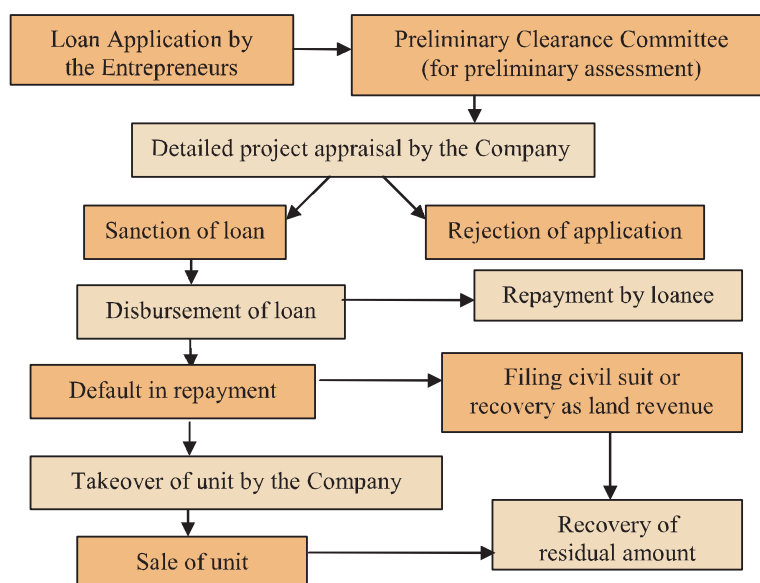 Loan Application by
the Entrepreneurs
Preliminary Clearance Committee
(for preliminary assessment)
Detailed project appraisal by the Company
Sanction of loan
Rejection of application
Disbursement of loan
Repayment by loanee
Default in repayment
Filing civil suit or
recovery as land revenue
Takeover of unit by the Company
Sale of unit
Recovery of
residual amount